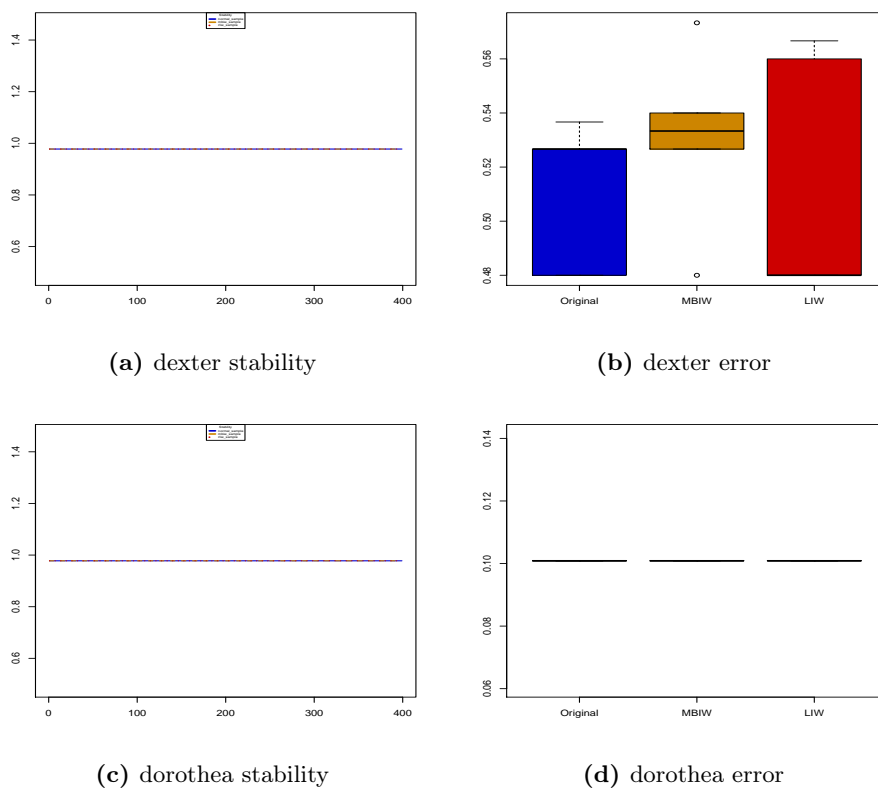 Stability
0.6 0.8 1.0 1.2 1.4
0 100 200 300 400
(a) dexter stability
0.48 0.50 0.52 0.54 0.56
Original MBIW LIW
(b) dexter error
Stability
0.6 0.8 1.0 1.2 1.4
0 100 200 300 400
(c) dorothea stability
0.06 0.08 0.10 0.12 0.14
Original MBIW LIW
(d) dorothea error